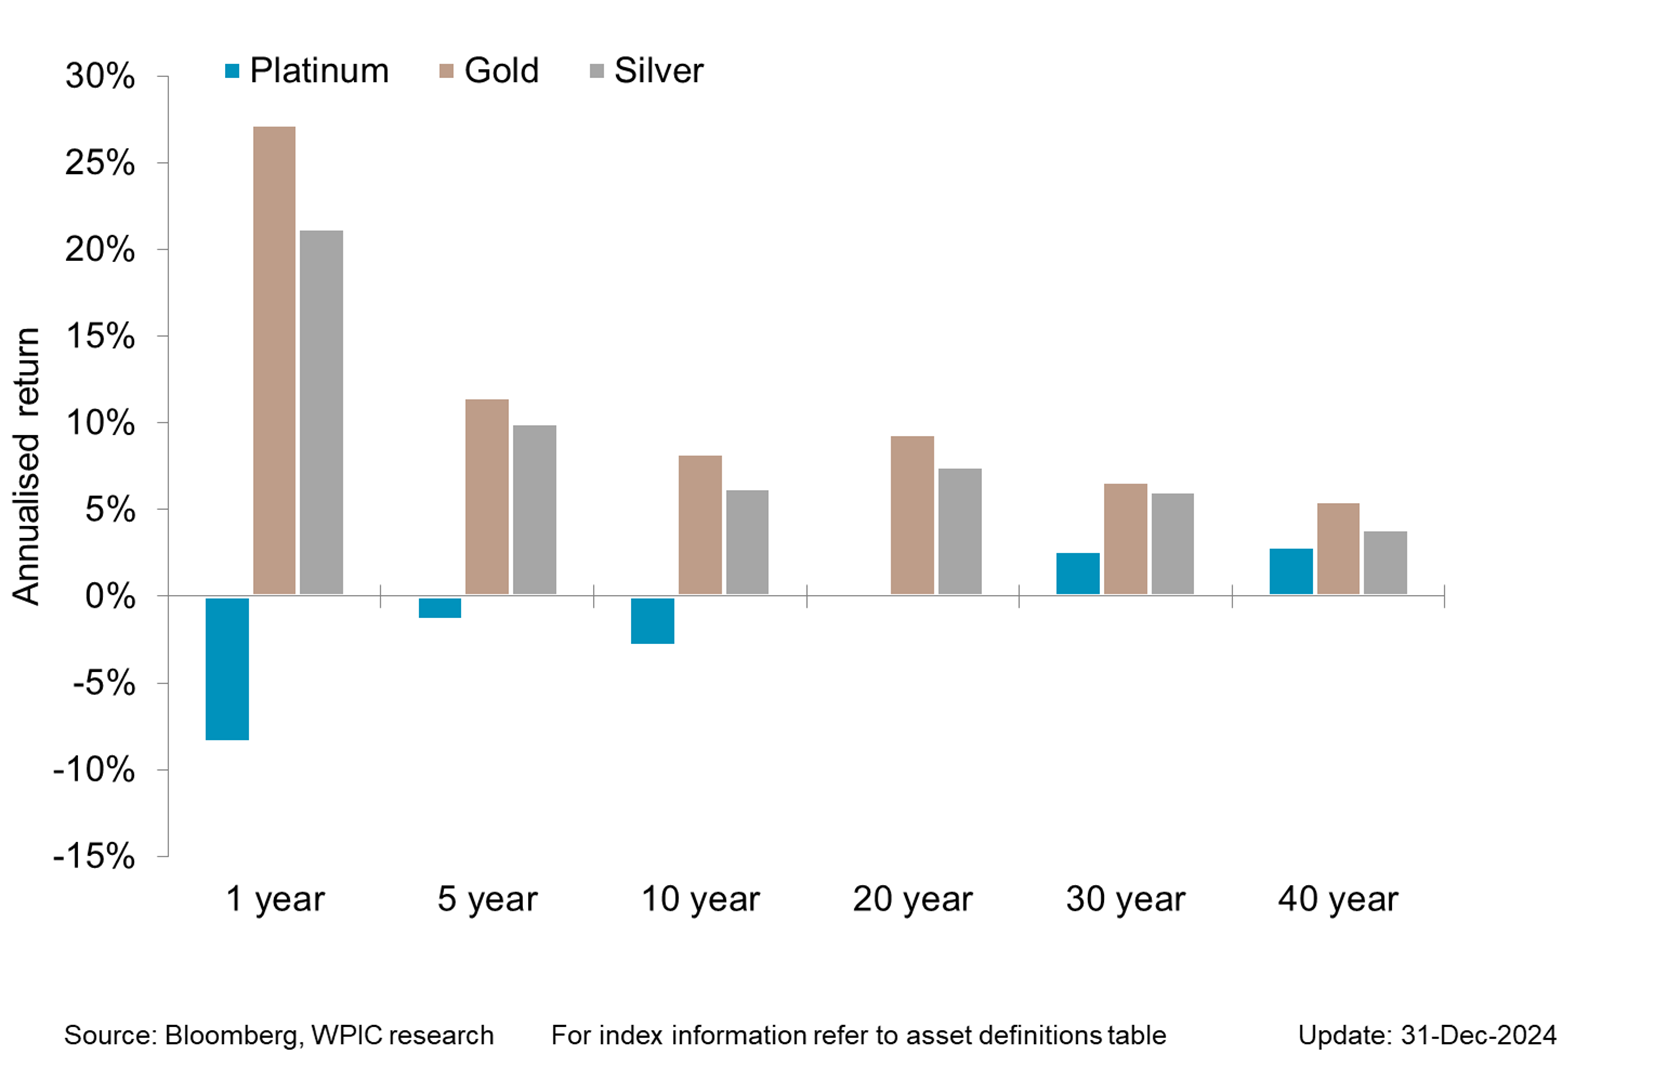 Platinum Gold Silver
30%
25%
20%
15%
10%
5%
0%
-5%
-10%
-15%
Annualised return
1 year 5 year 10 year 20 year 30 year 40 year
Source: Bloomberg, WPIC research For index information refer to asset definitions table Update: 31-Dec-2024